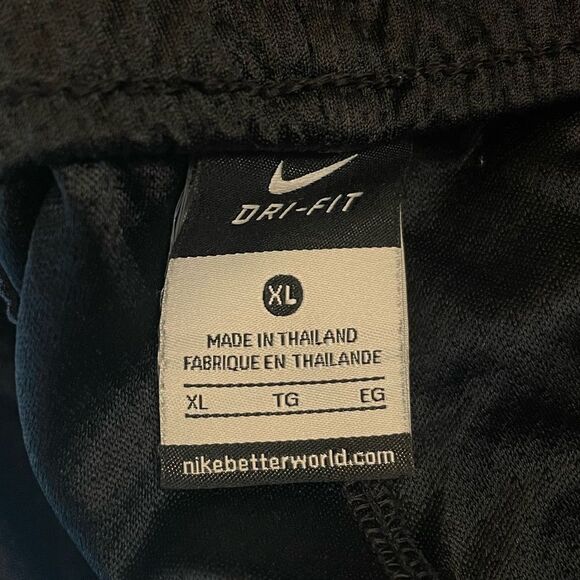 DRI-FIT
XL
MADE IN THAILAND
FABRIQUE EN THAILANDE
XL TG EG
nikebetterworld.com